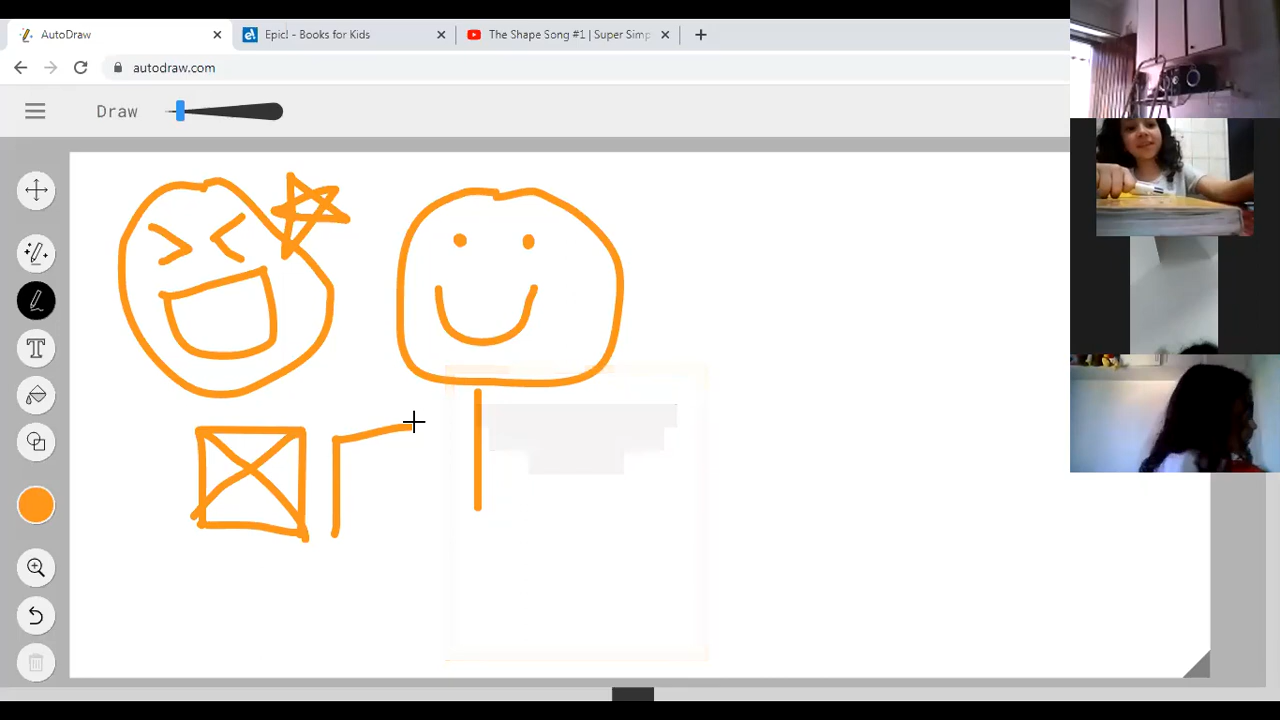 AutoDraw
Epic! - Books for Kids
The Shape Song #1 | Super Simp
autodraw.com
Draw
T